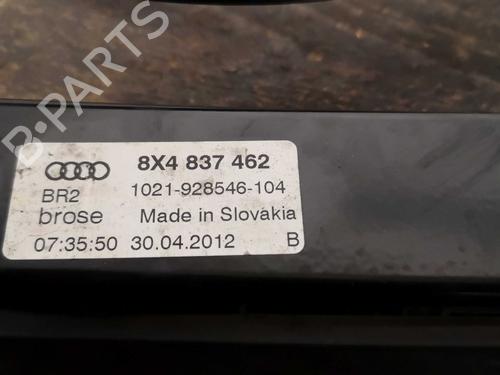 B-PARTS
8X4 837 462
BR2 1021-928546-104
brose Made in Slovakia
07:35:50 30.04.2012 B